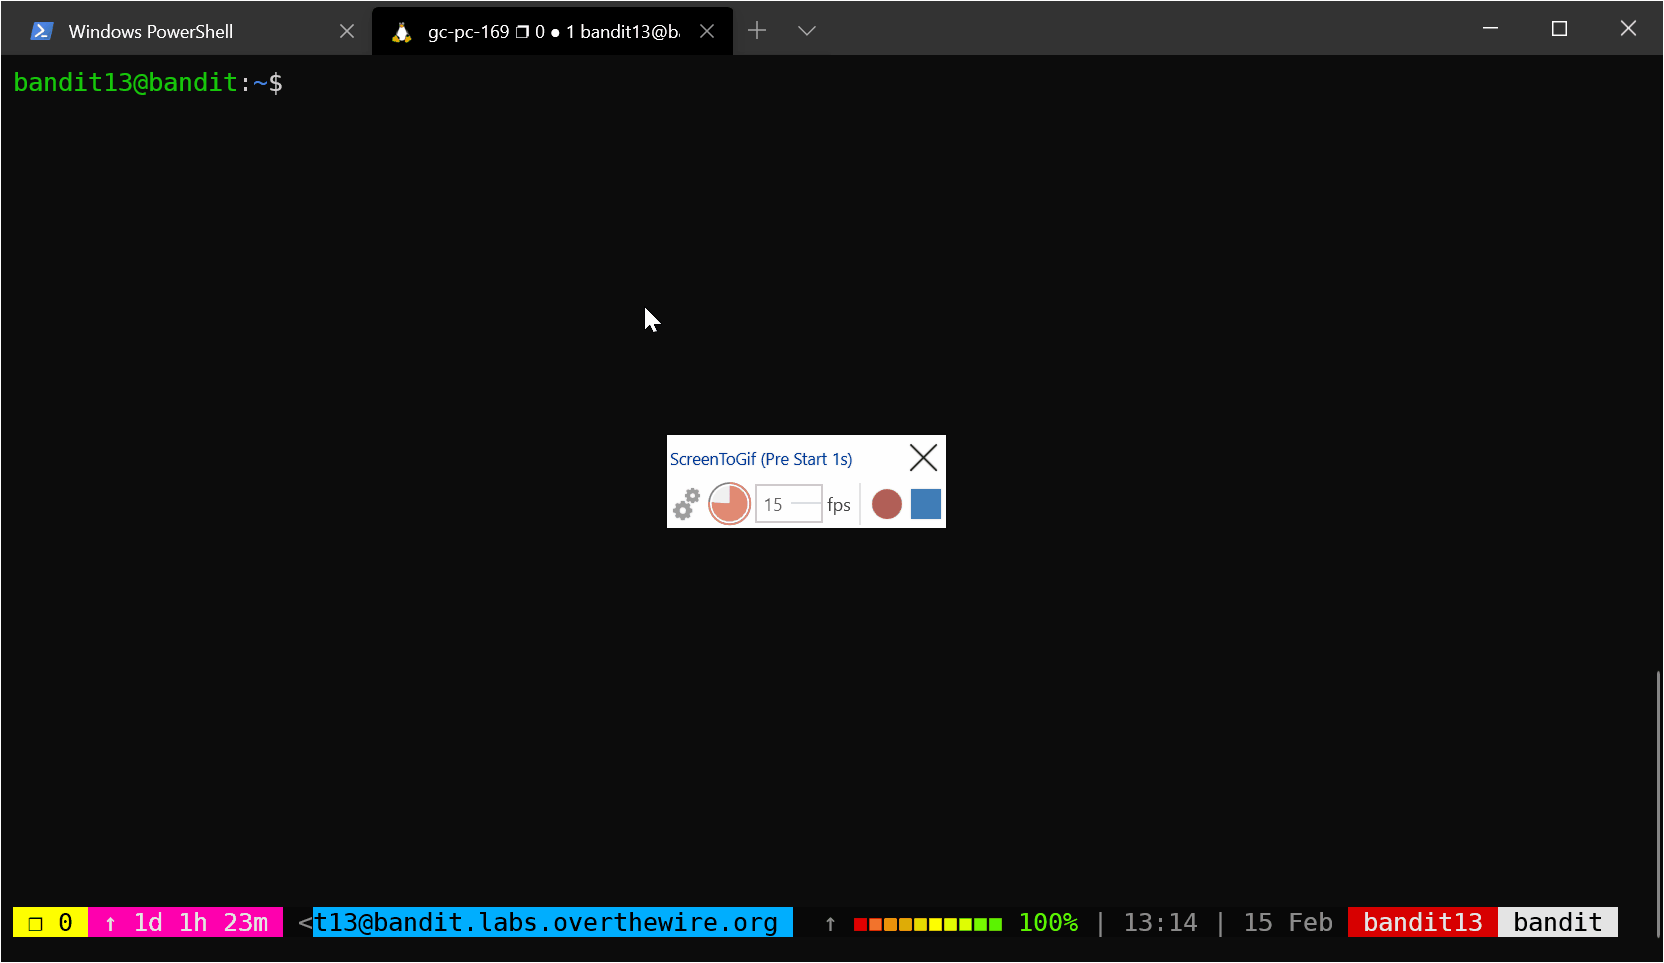 Windows PowerShell
gc-pc-169 ❐ 0 ● 1 bandit13@ba
bandit13@bandit:~$
ScreenToGif (Pre Start 1s)
15 fps
❐ 0 ↑ 1d 1h 23m <t13@bandit.labs.overthewire.org ↑ ■■■■■■■■■■ 100% | 13:14 | 15 Feb bandit13 bandit